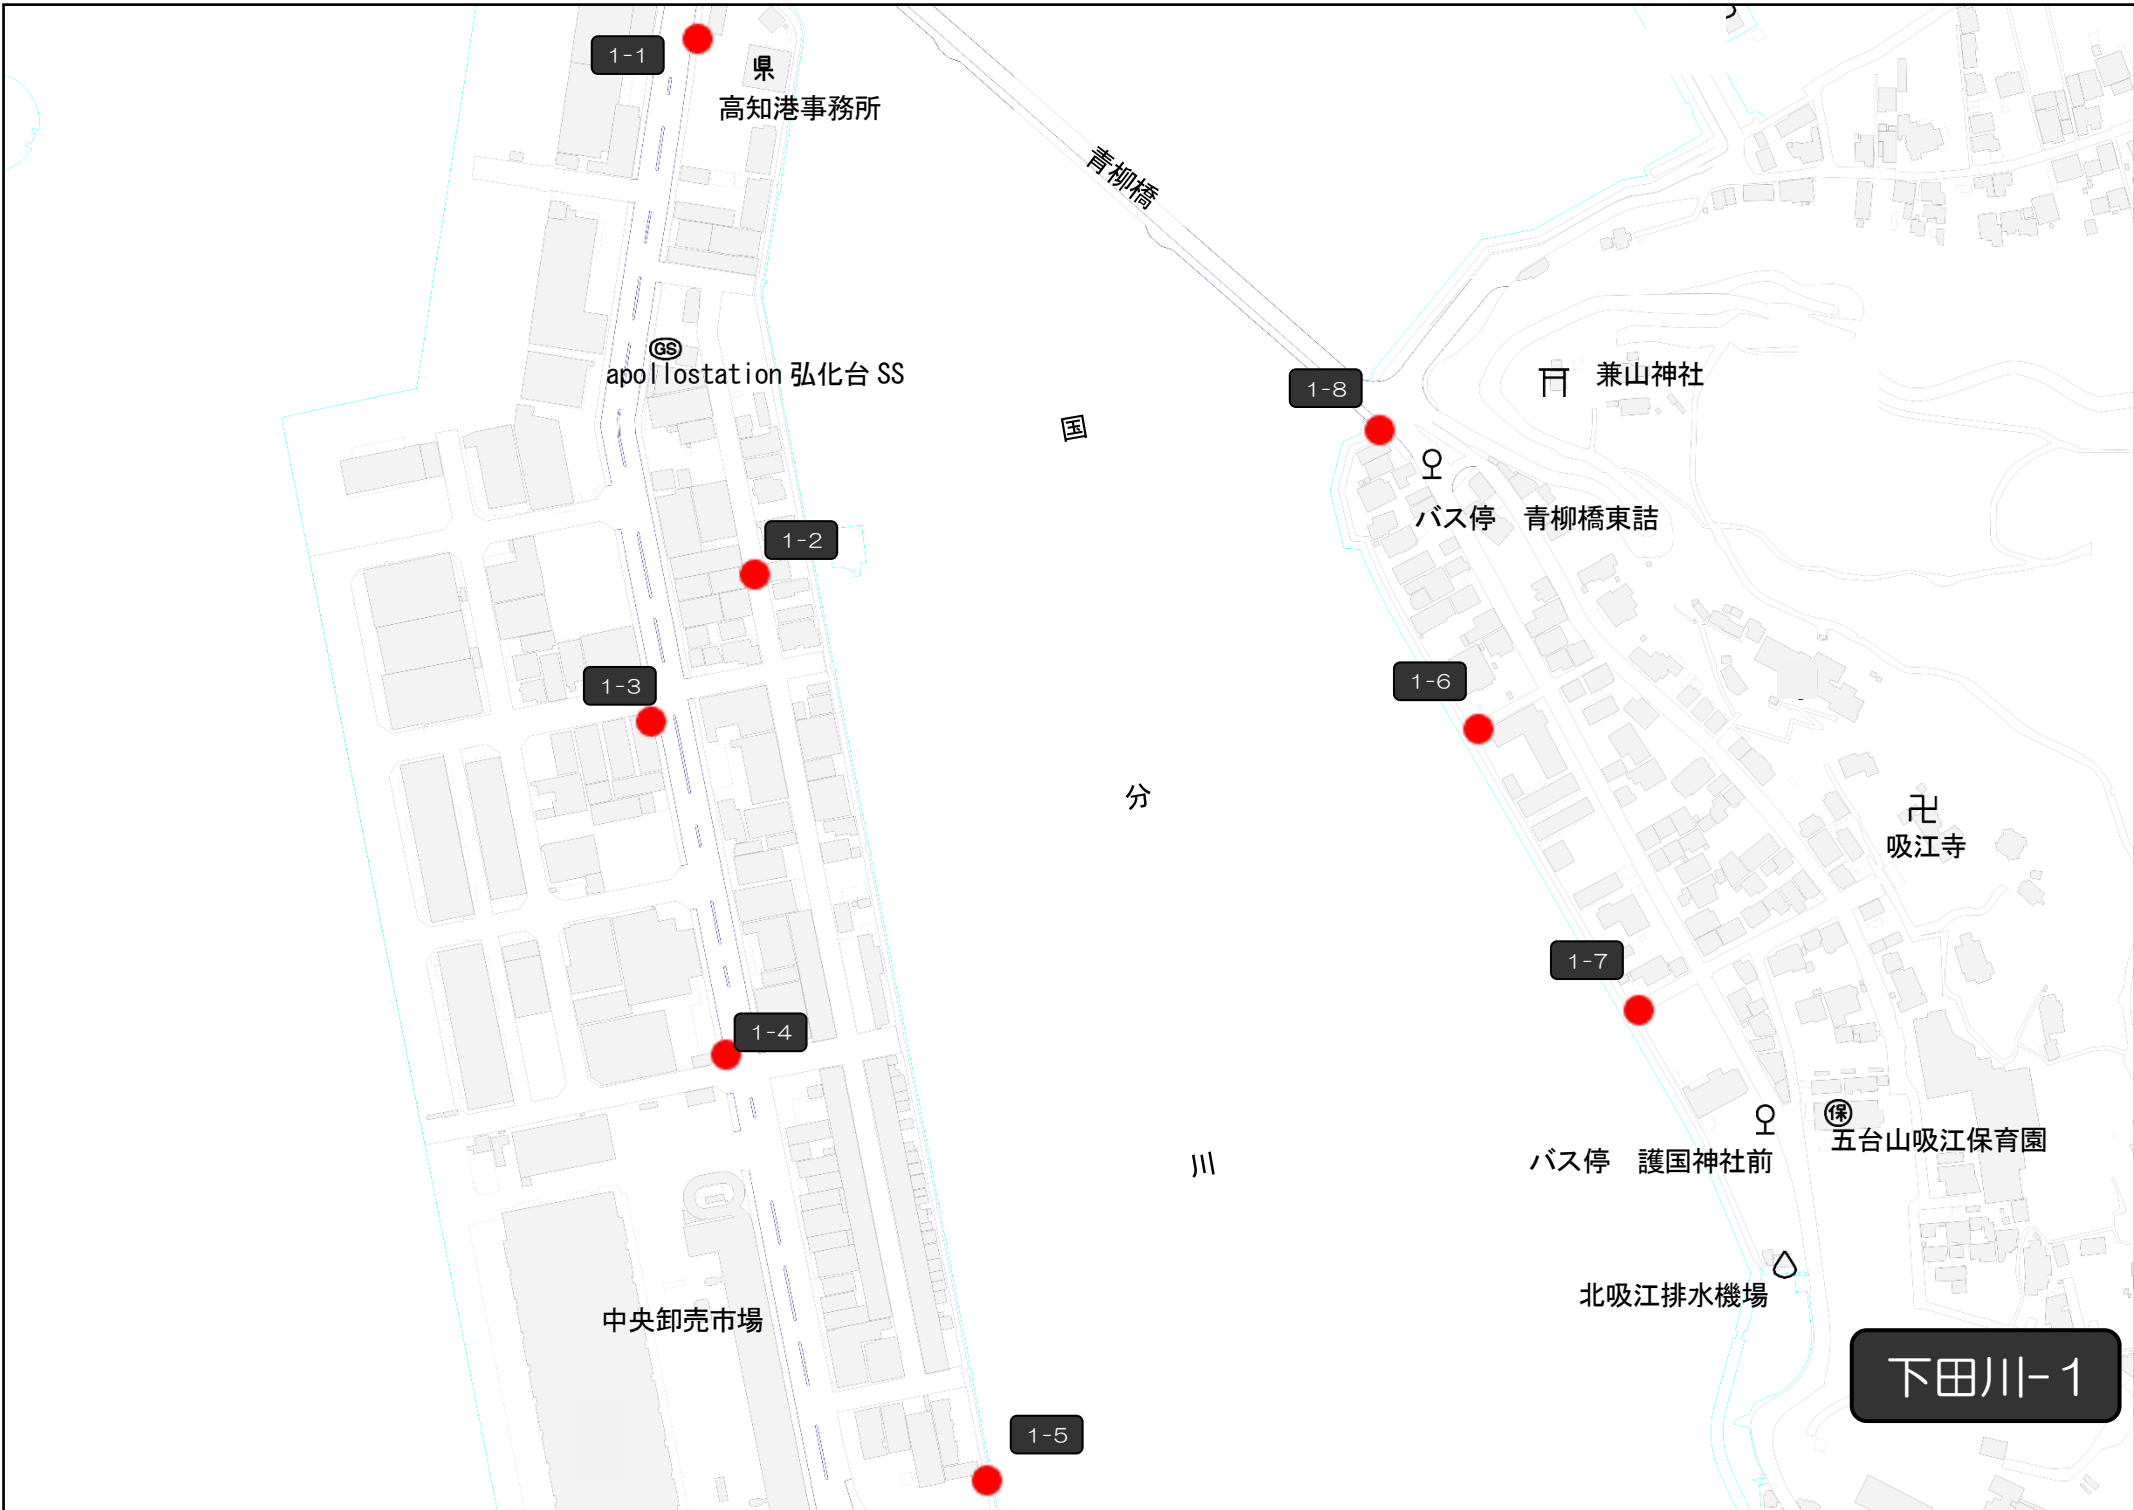 1-1
県
高知港事務所
青柳橋
GS
apollostation 弘化台 SS
1-8
兼山神社
国
バス停　青柳橋東詰
1-2
1-3
1-6
分
卍
吸江寺
1-7
1-4
保
五台山吸江保育園
川
バス停　護国神社前
北吸江排水機場
中央卸売市場
下田川-1
1-5